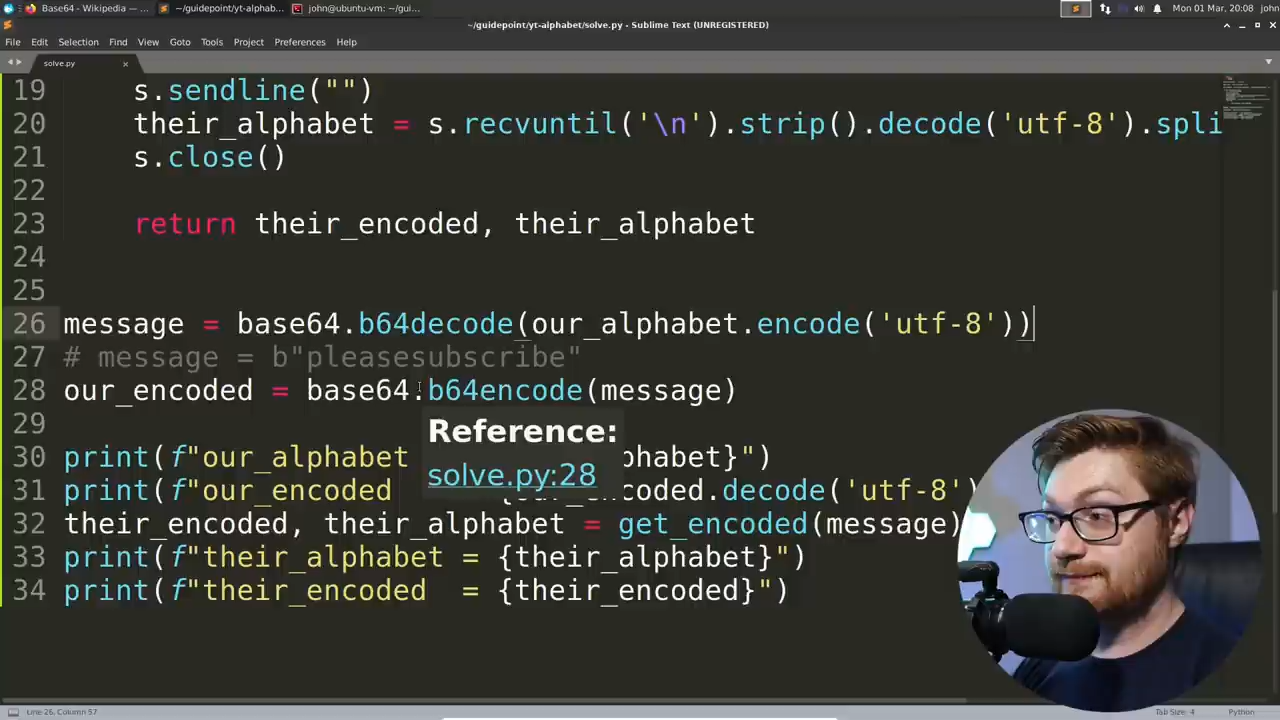 Base64 - Wikipedia — ...
~/guidepoint/yt-alphab...
john@ubuntu-vm: ~/gui...
Mon 01 Mar, 20:08
john
~/guidepoint/yt-alphabet/solve.py - Sublime Text (UNREGISTERED)
File Edit Selection Find View Goto Tools Project Preferences Help
solve.py
19 s.sendline("")
20 their_alphabet = s.recvuntil('\n').strip().decode('utf-8').spli
21 s.close()
22
23 return their_encoded, their_alphabet
24
25
26 message = base64.b64decode(our_alphabet.encode('utf-8'))
27 # message = b"pleasesubscribe"
28 our_encoded = base64.b64encode(message)
29
Reference:
solve.py:28
30 print(f"our_alphabet phabet}")
31 print(f"our_encoded _encoded.decode('utf-8')
32 their_encoded, their_alphabet = get_encoded(message)
33 print(f"their_alphabet = {their_alphabet}")
34 print(f"their_encoded = {their_encoded}")
Line 26, Column 57
Tab Size: 4
Python